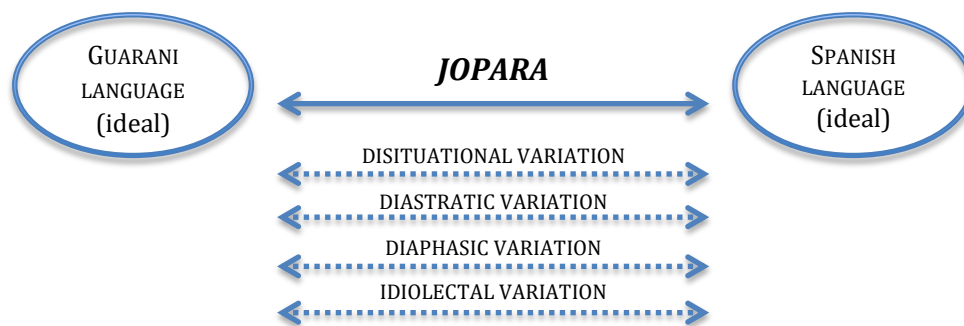 GUARANI
LANGUAGE
(ideal)
JOPARA
SPANISH
LANGUAGE
(ideal)
DISITUATIONAL VARIATION
DIASTRATIC VARIATION
DIAPHASIC VARIATION
IDIOLECTAL VARIATION